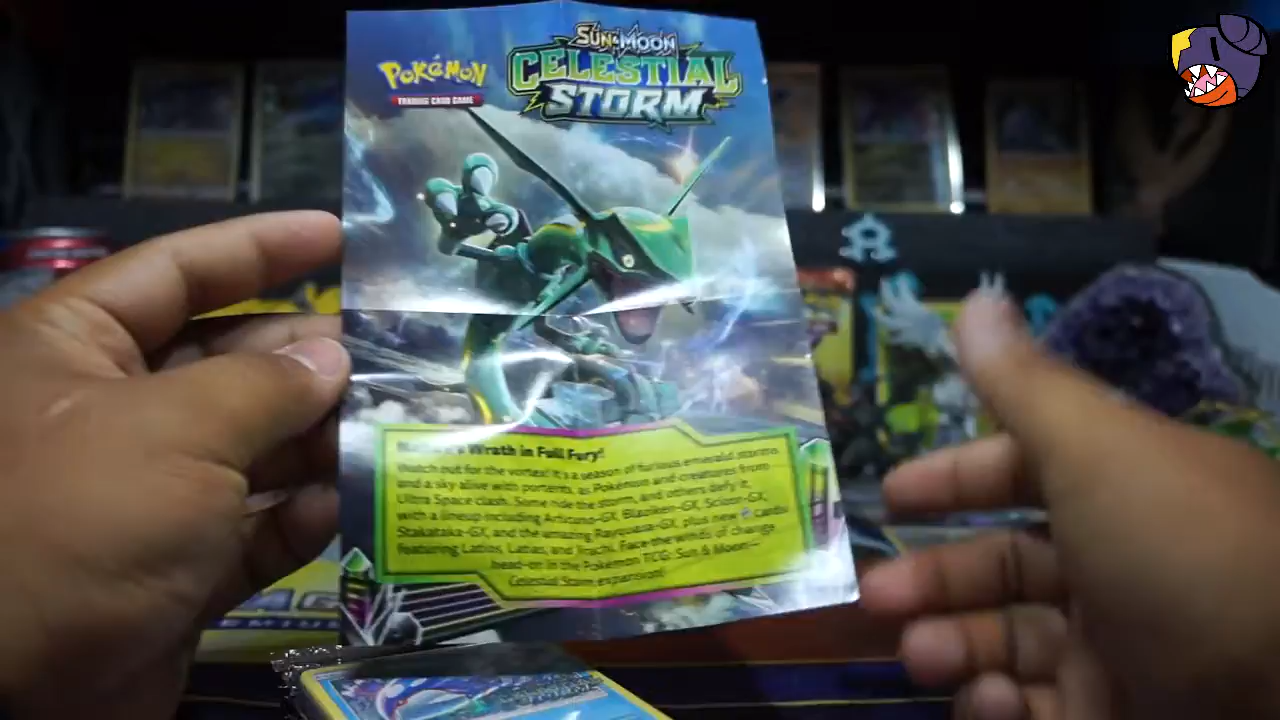 SUN & MOON
POKéMON
CELESTIAL
TRADING CARD GAME
STORM
Wrath in Full Fury!
Watch out for the vortex! It's a season of furious emerald storms
and a sky alive with portents, as Pokémon and creatures from
Ultra Space clash. Some ride the storm, and others defy it,
with a lineup including Articuno-GX, Blaziken-GX, Scizor-GX,
Stakataka-GX, and the amazing Rayquaza-GX, plus new cards
featuring Latios, Latias, and Jirachi. Face the winds of change
head-on in the Pokémon TCG: Sun & Moon—
Celestial Storm expansion!